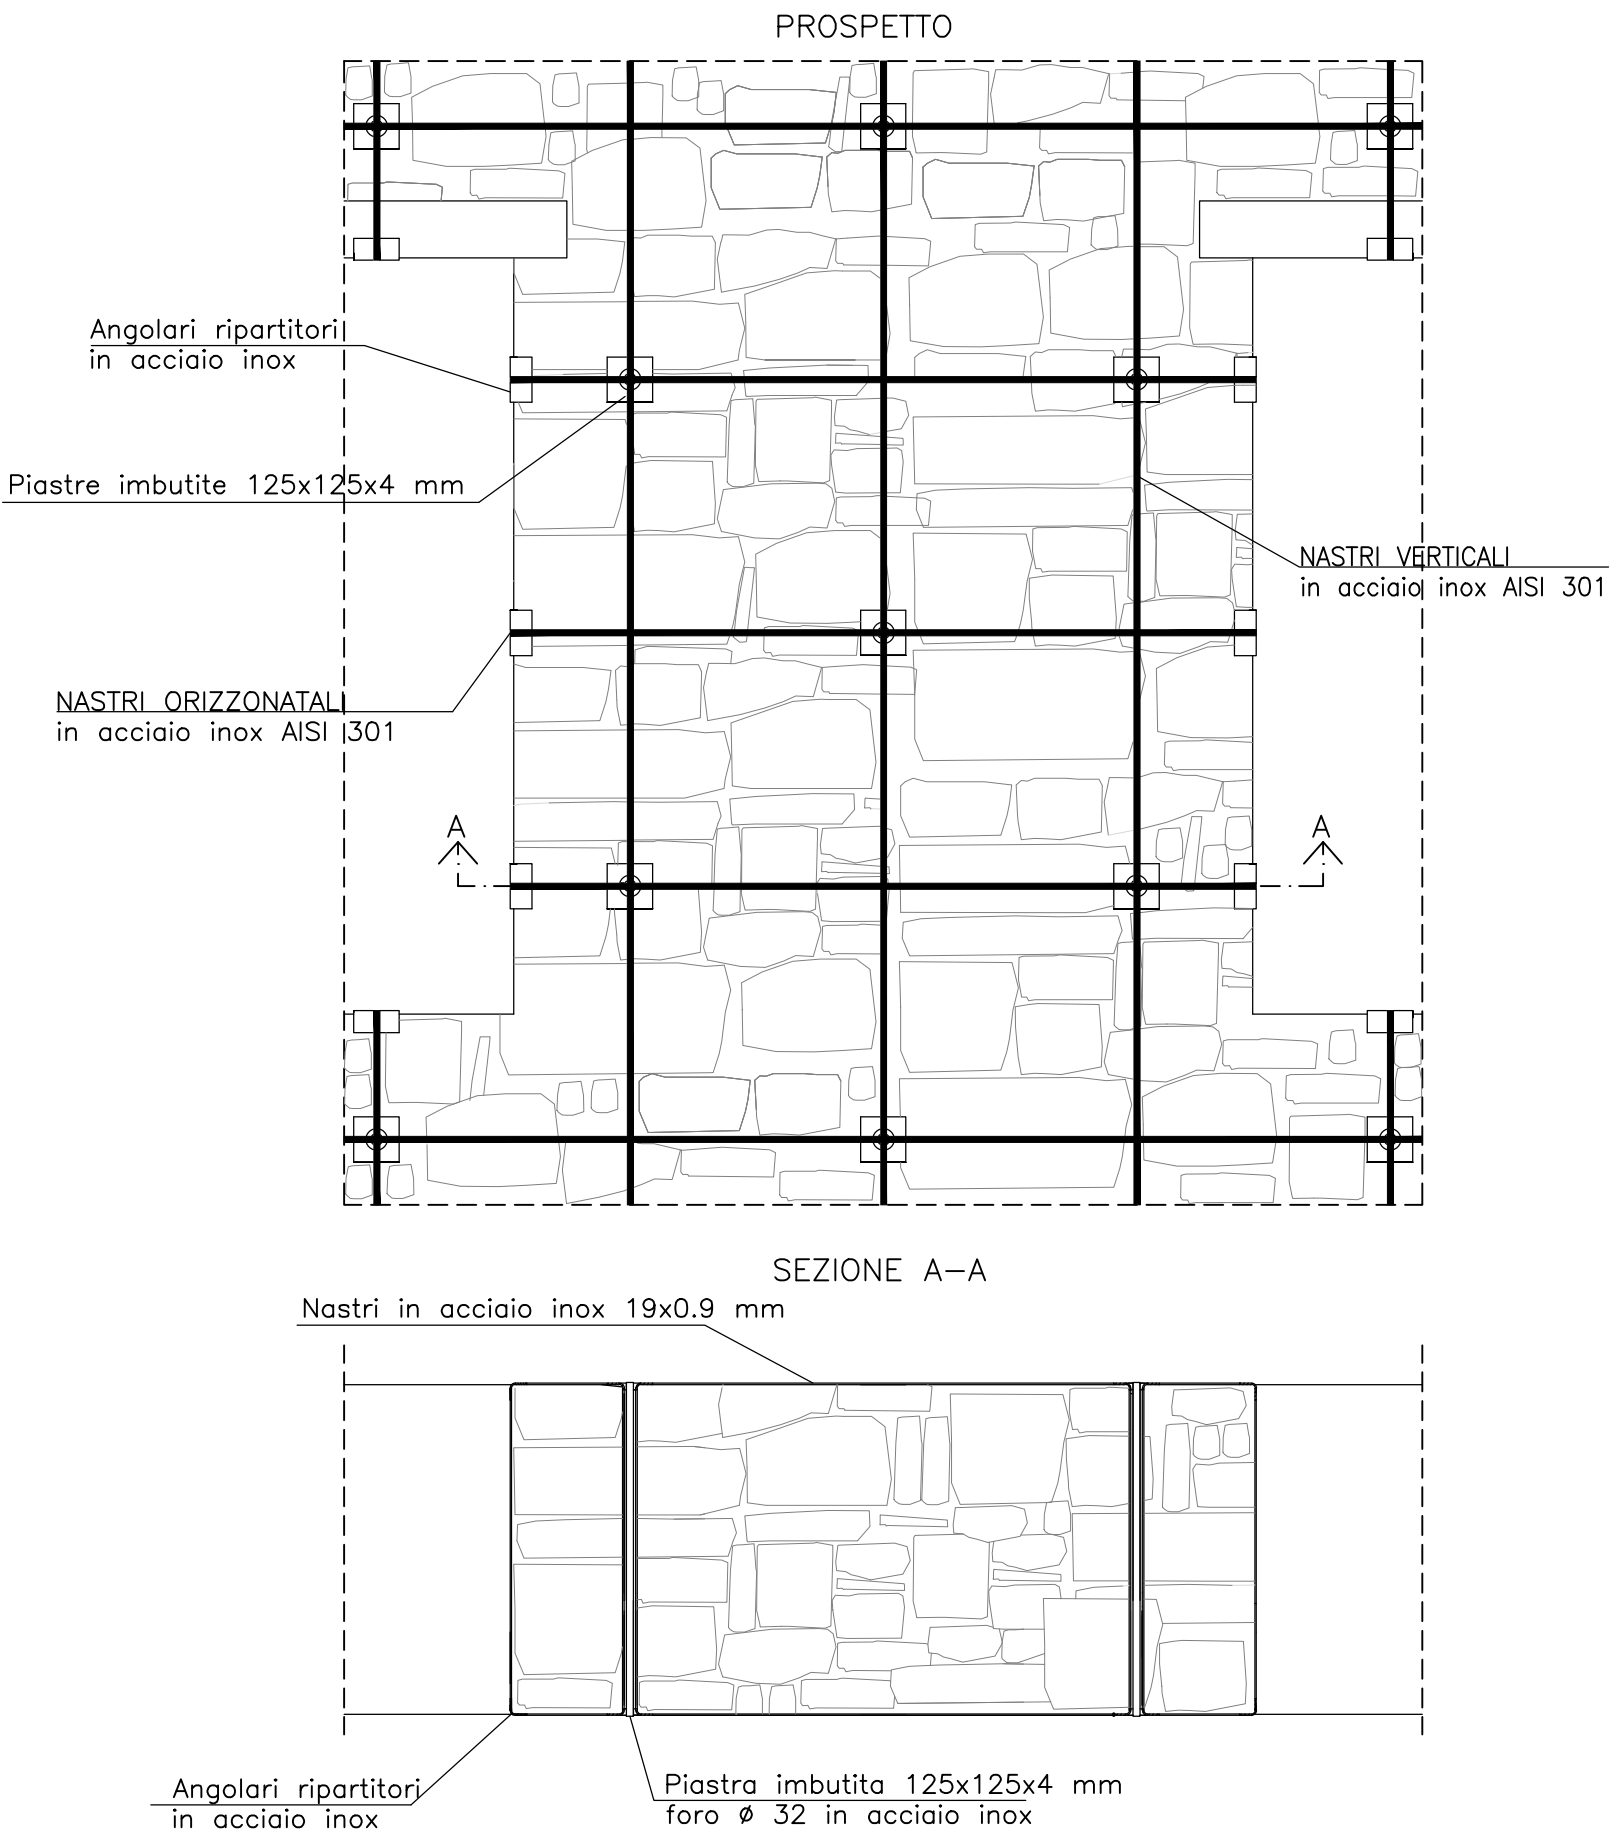 PROSPETTO
Angolari ripartitori
in acciaio inox
Piastre imbutite 125x125x4 mm
NASTRI VERTICALI
in acciaio inox AISI 301
NASTRI ORIZZONATALI
in acciaio inox AISI 301
A
A
SEZIONE A-A
Nastri in acciaio inox 19x0.9 mm
Angolari ripartitori
in acciaio inox
Piastra imbutita 125x125x4 mm
foro ø 32 in acciaio inox